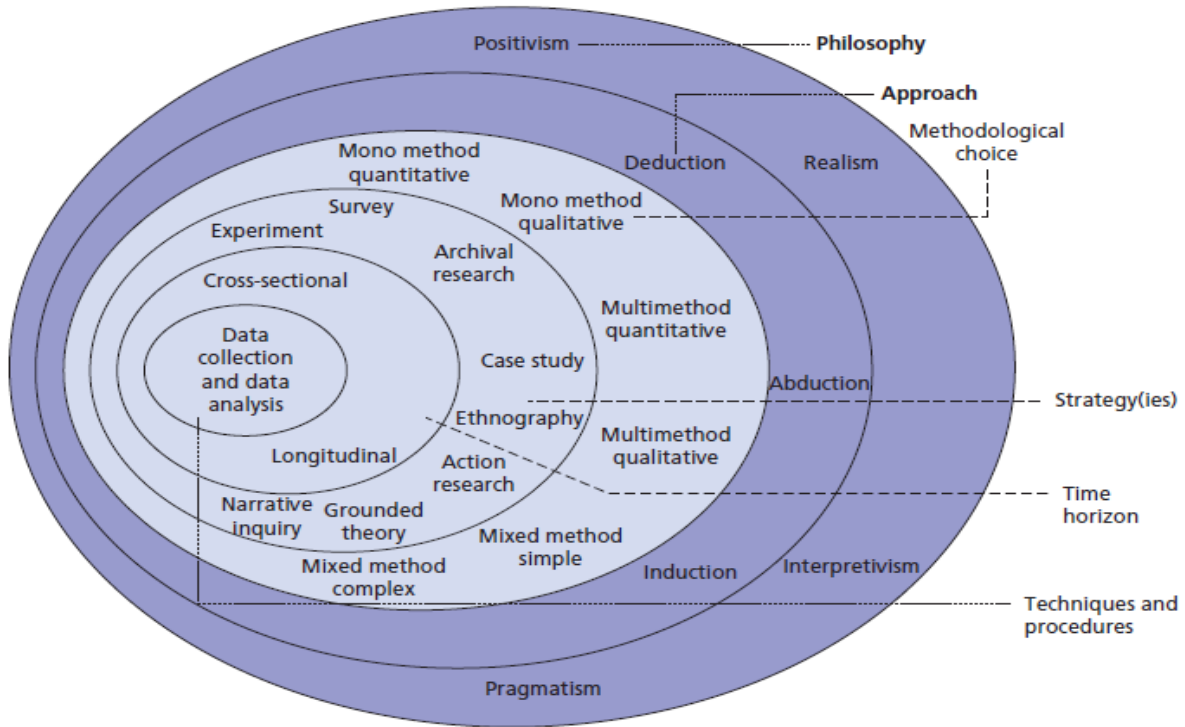 Positivism
Philosophy
Approach
Methodological
choice
Deduction
Realism
Mono method
quantitative
Mono method
qualitative
Survey
Experiment
Archival
research
Cross-sectional
Multimethod
quantitative
Data
collection
and data
analysis
Case study
Abduction
Strategy(ies)
Ethnography
Multimethod
qualitative
Longitudinal
Action
research
Time
horizon
Narrative
inquiry
Grounded
theory
Mixed method
simple
Mixed method
complex
Induction
Interpretivism
Techniques and
procedures
Pragmatism